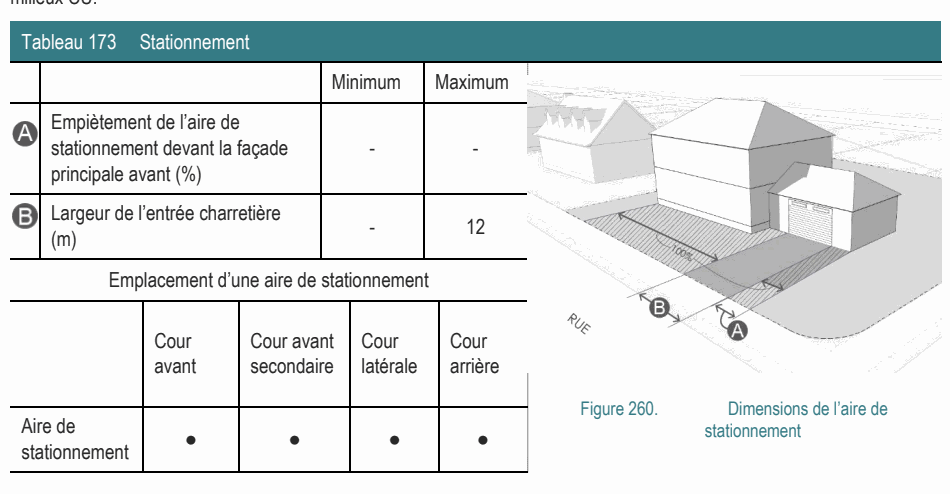 Tableau 173 Stationnement
Minimum Maximum
A Empiètement de l'aire de
stationnement devant la façade
principale avant (%)
- -
B Largeur de l'entrée charretière
(m)
- 12
Emplacement d'une aire de stationnement
Cour
avant
Cour avant
secondaire
Cour
latérale
Cour
arrière
Aire de
stationnement
• • • •
100%
B
A
RUE
Figure 260. Dimensions de l'aire de
stationnement